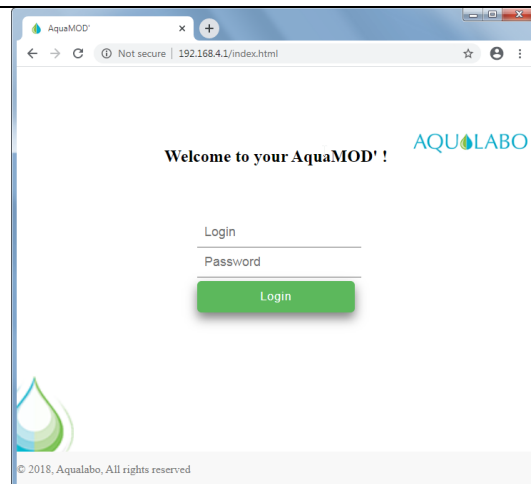 AquaMOD'
Not secure | 192.168.4.1/index.html
AQUALABO
Welcome to your AquaMOD' !
Login
Password
Login
© 2018, Aqualabo, All rights reserved